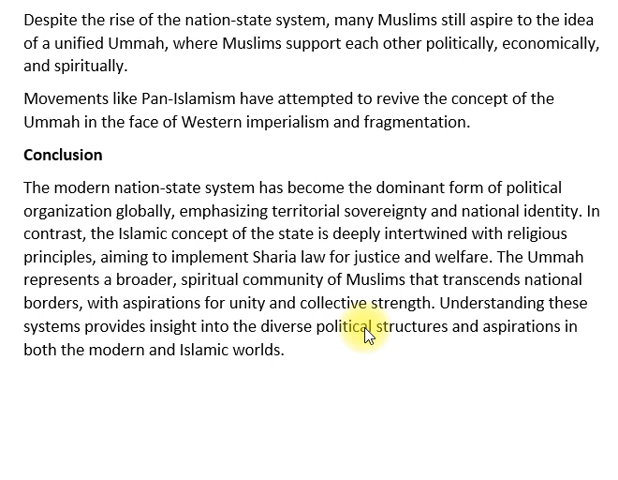 Despite the rise of the nation-state system, many Muslims still aspire to the idea
of a unified Ummah, where Muslims support each other politically, economically,
and spiritually.
Movements like Pan-Islamism have attempted to revive the concept of the
Ummah in the face of Western imperialism and fragmentation.
Conclusion
The modern nation-state system has become the dominant form of political
organization globally, emphasizing territorial sovereignty and national identity. In
contrast, the Islamic concept of the state is deeply intertwined with religious
principles, aiming to implement Sharia law for justice and welfare. The Ummah
represents a broader, spiritual community of Muslims that transcends national
borders, with aspirations for unity and collective strength. Understanding these
systems provides insight into the diverse political structures and aspirations in
both the modern and Islamic worlds.